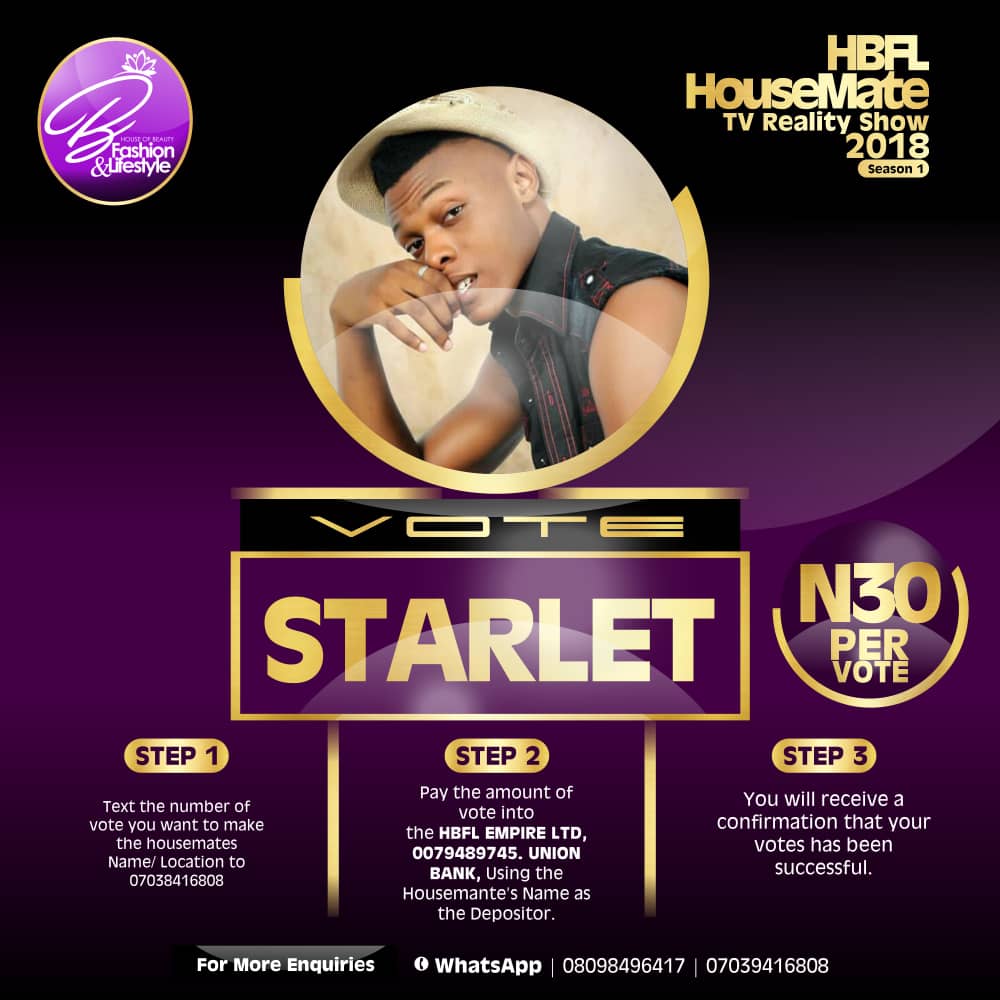 B
HOUSE OF BEAUTY
Fashion
&Lifestyle
HBFL
HouseMate
TV Reality Show
2018
Season 1
VOTE
STARLET
N30
PER
VOTE
STEP 1
Text the number of
vote you want to make
the housemates
Name/ Location to
07038416808
STEP 2
Pay the amount of
vote into
the HBFL EMPIRE LTD,
0079489745. UNION
BANK, Using the
Housemante's Name as
the Depositor.
STEP 3
You will receive a
confirmation that your
votes has been
successful.
For More Enquiries
WhatsApp | 08098496417 | 07039416808